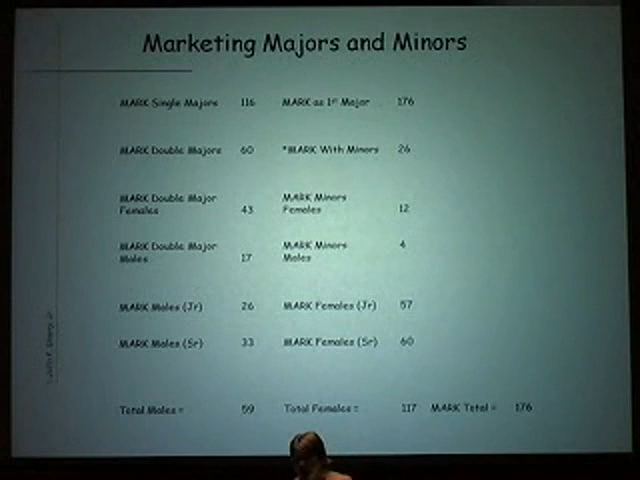 Marketing Majors and Minors
MARK Single Majors 116 MARK as 1st Major 176
MARK Double Majors 60 *MARK With Minors 26
MARK Double Major MARK Minors
Females 43 Females 12
MARK Double Major MARK Minors 4
Males 17 Males
MARK Males (Jr) 26 MARK Females (Jr) 57
MARK Males (Sr) 33 MARK Females (Sr) 60
Total Males = 59 Total Females = 117 MARK Total = 176